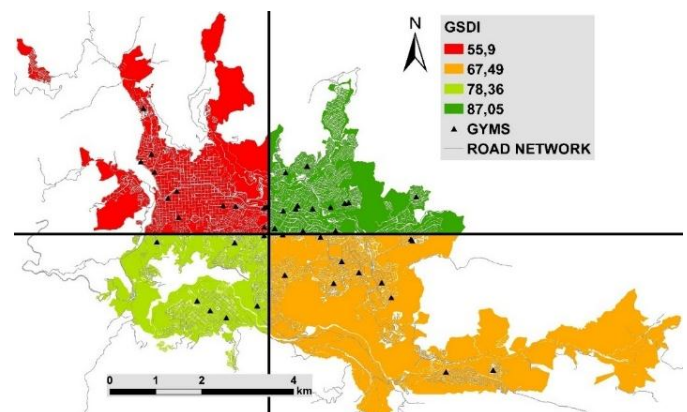 GSDI
55,9
67,49
78,36
87,05
GYMS
ROAD NETWORK
N
0 1 2 4
km